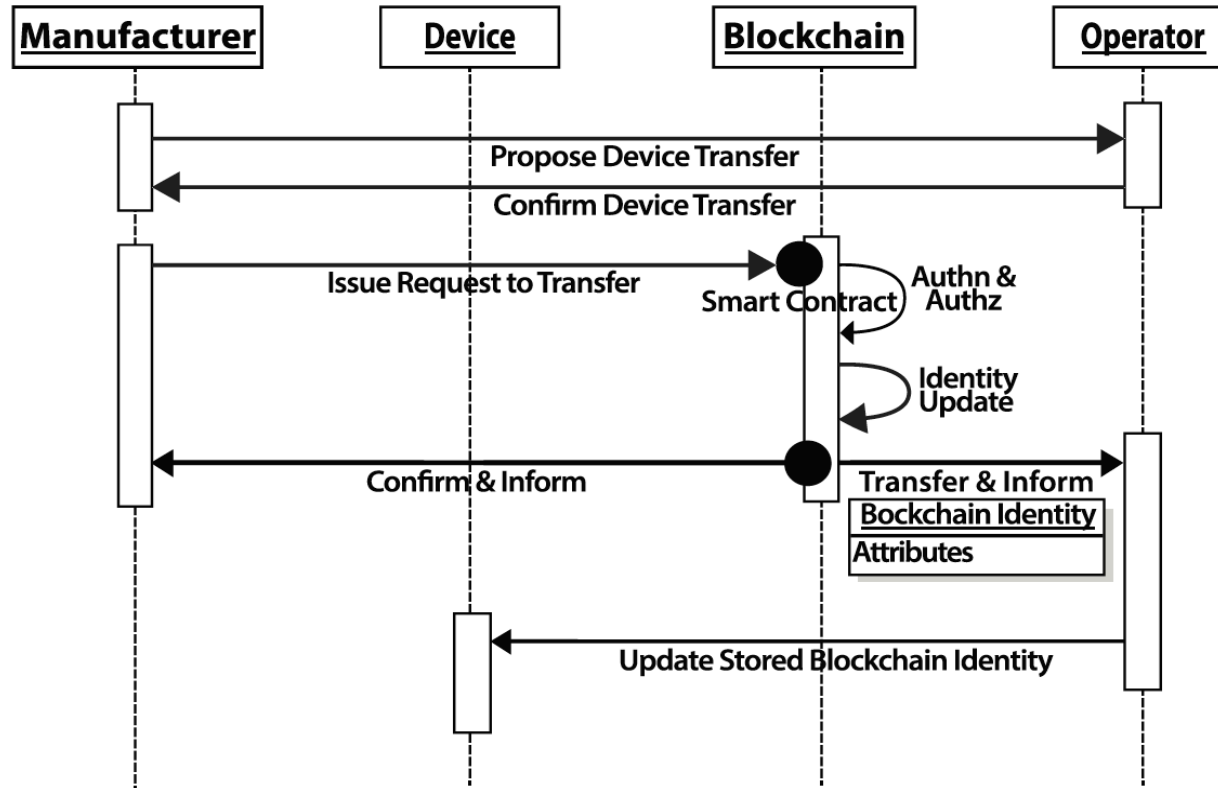 Manufacturer
Device
Blockchain
Operator
Propose Device Transfer
Confirm Device Transfer
Issue Request to Transfer
Smart Contract
Authn &
Authz
Identity
Update
Confirm & Inform
Transfer & Inform
Bockchain Identity
Attributes
Update Stored Blockchain Identity